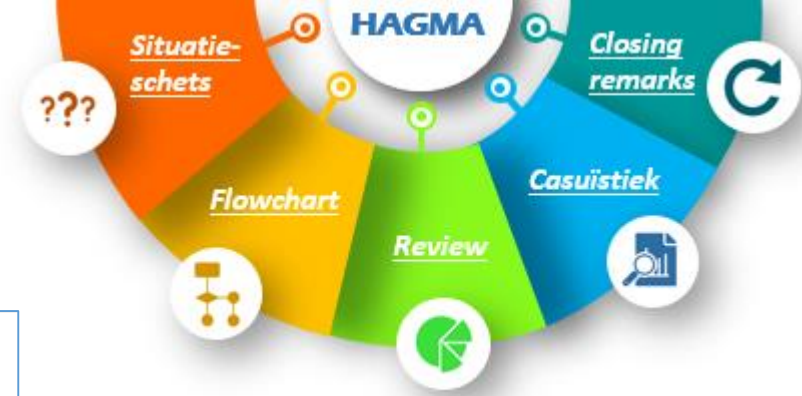 HAGMA
Situatie-
schets
???
Flowchart
Review
Casuïstiek
Closing
remarks